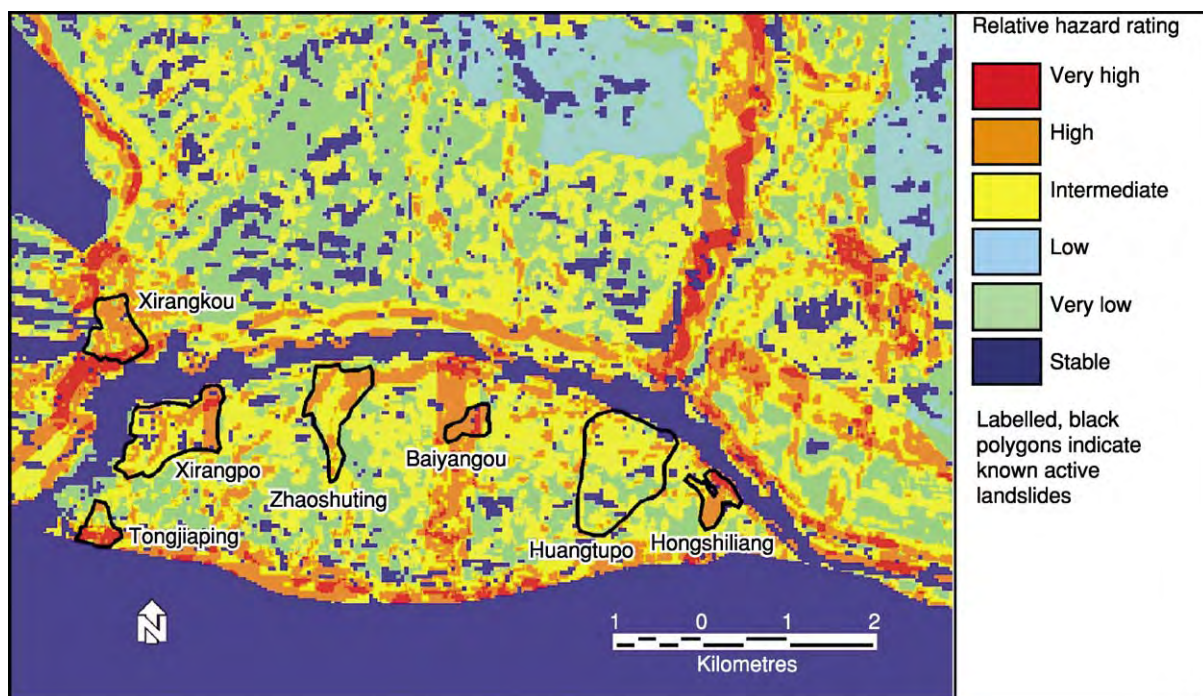 Relative hazard rating
Very high
High
Intermediate
Low
Very low
Stable
Labelled, black
polygons indicate
known active
landslides
Xirangkou
Xirangpo
Zhaoshuting
Baiyangou
Huangtupo
Hongshiliang
Tongjiaping
N
1 0 1 2
Kilometres